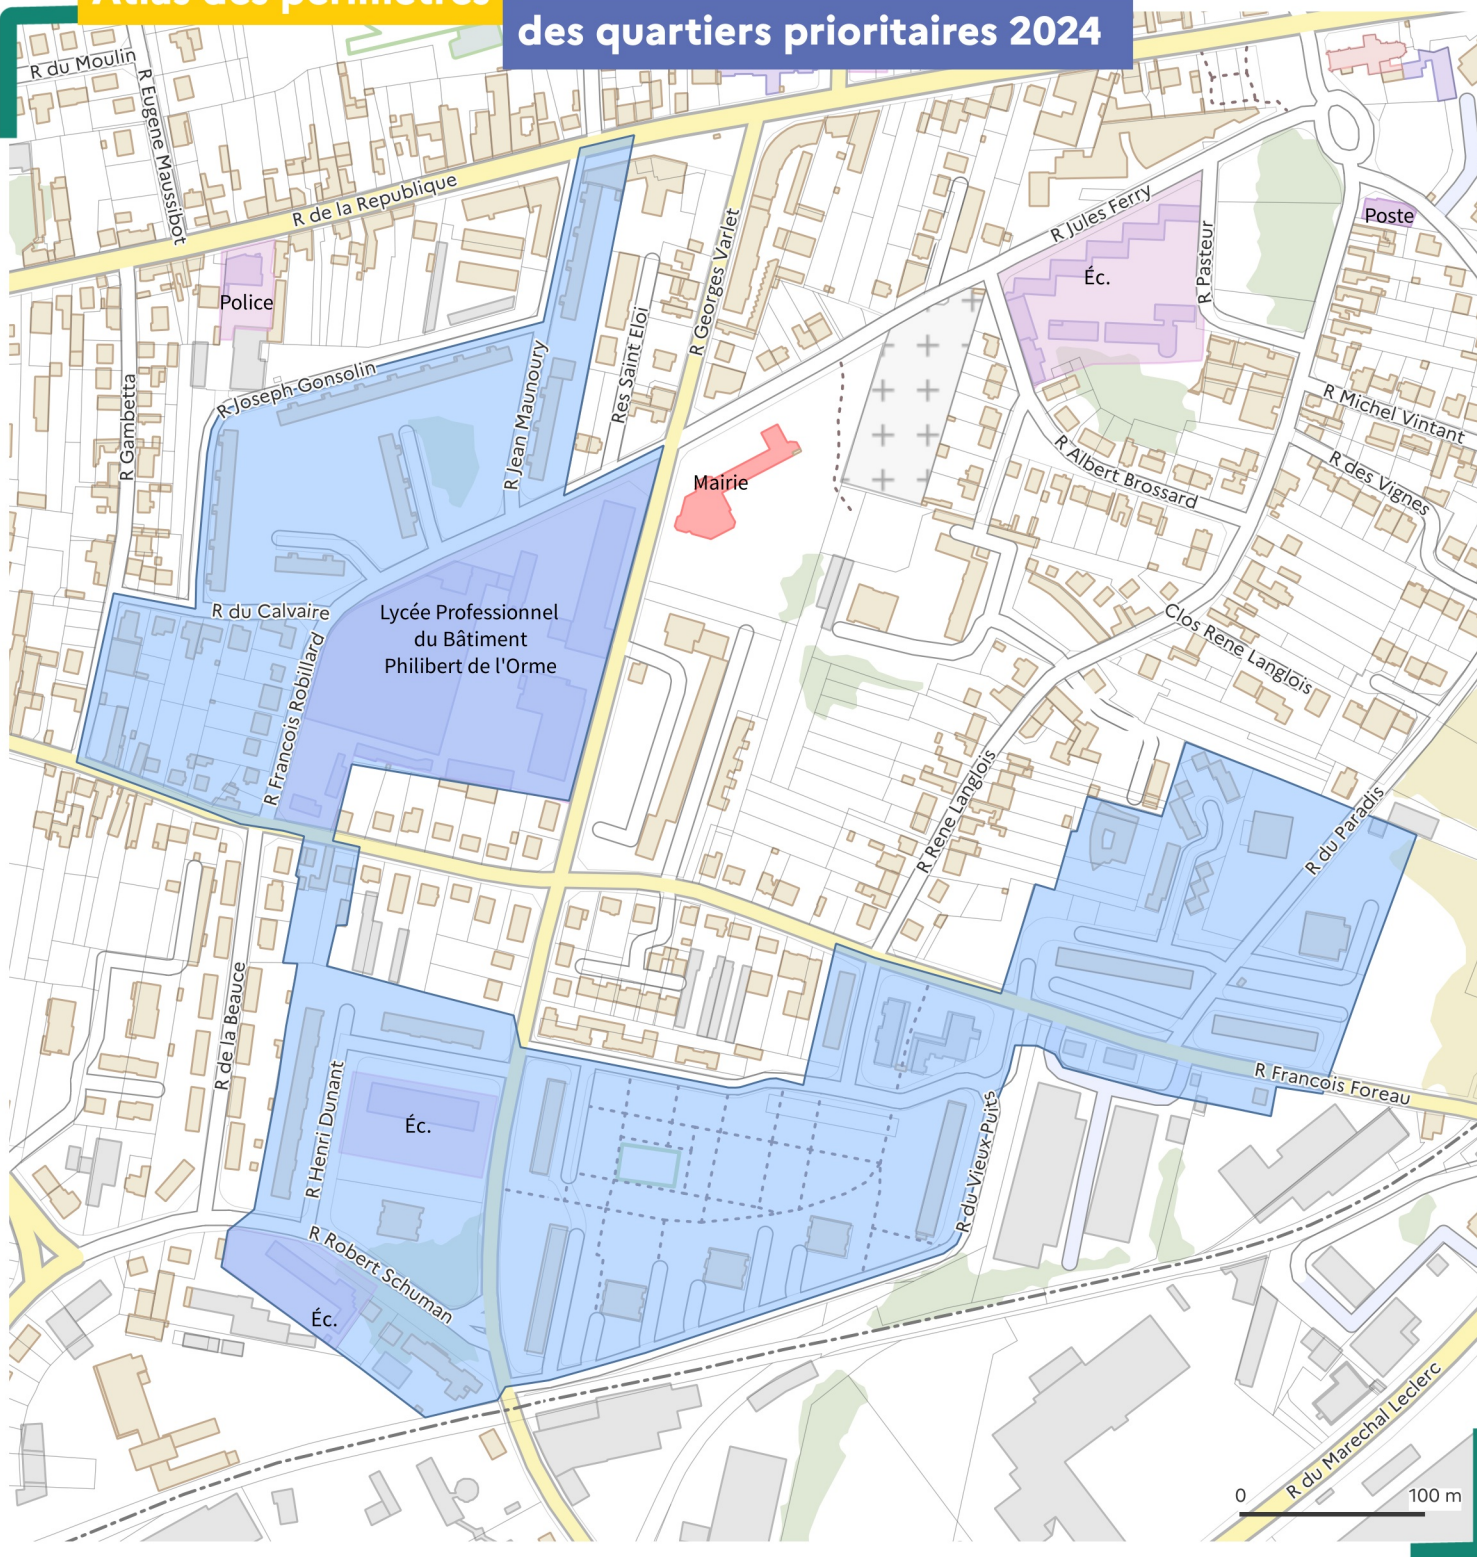 Atlas des périmètres
des quartiers prioritaires 2024
R du Moulin
R Eugene Maussibot
R de la Republique
Police
R Jules Ferry
Poste
Éc.
R Pasteur
R Georges Varlet
Res Saint Eloi
R Joseph Gonsolin
R Jean Maunoury
R Gambetta
R Michel Vintant
R des Vignes
R Albert Brossard
Mairie
R du Calvaire
Lycée Professionnel
du Bâtiment
Philibert de l'Orme
R Francois Robillard
Clos Rene Langlois
R Rene Langlois
R du Paradis
R de la Beauce
R Francois Foreau
R Henri Dunant
Éc.
R du Vieux-Puits
R Robert Schuman
Éc.
R du Marechal Leclerc
0
100 m